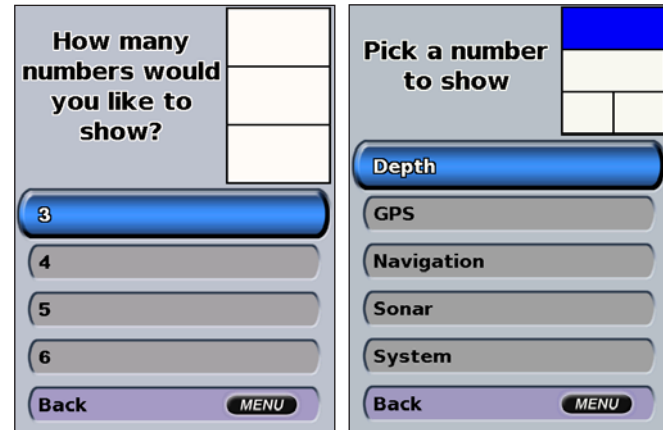 How many
numbers would
you like to
show?
3
4
5
6
Back MENU
Pick a number
to show
Depth
GPS
Navigation
Sonar
System
Back MENU